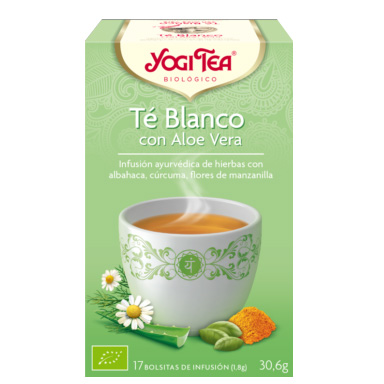 YOGI TEA®
BIOLÓGICO
Té Blanco
con Aloe Vera
Infusión ayurvédica de hierbas con
albahaca, cúrcuma, flores de manzanilla
17 BOLSITAS DE INFUSIÓN (1,8g) 30,6g